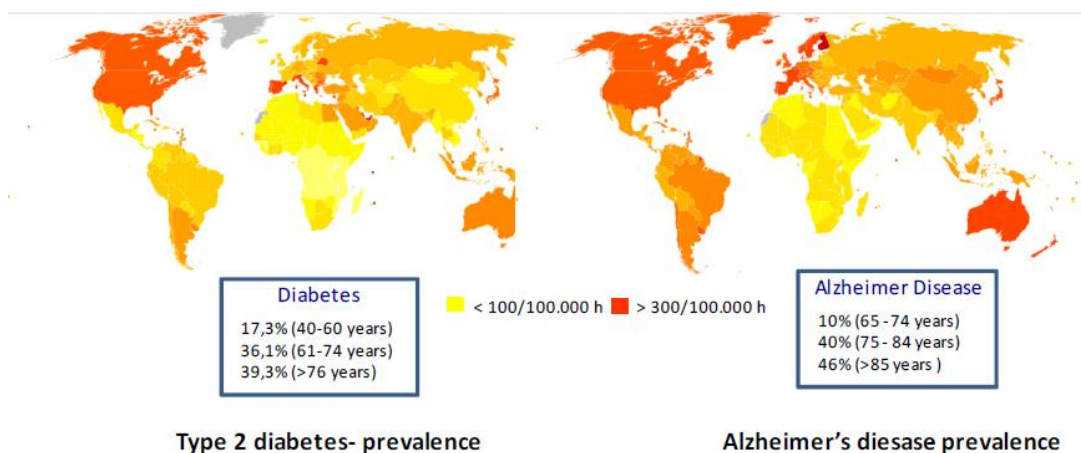 Diabetes
17,3% (40-60 years)
36,1% (61-74 years)
39,3% (>76 years)
< 100/100.000 h
> 300/100.000 h
Alzheimer Disease
10% (65 - 74 years)
40% (75 - 84 years)
46% (>85 years )
Type 2 diabetes- prevalence
Alzheimer's diesase prevalence